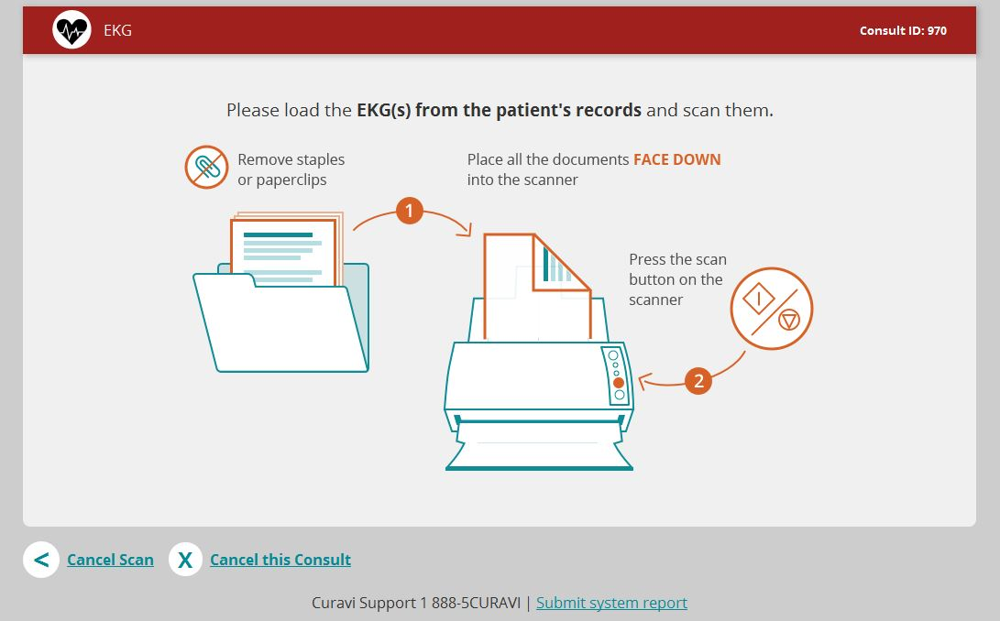 EKG
Consult ID: 970
Please load the EKG(s) from the patient's records and scan them.
Remove staples
or paperclips
Place all the documents FACE DOWN
into the scanner
1
Press the scan
button on the
scanner
2
< Cancel Scan
X Cancel this Consult
Curavi Support 1 888-5CURAVI | Submit system report